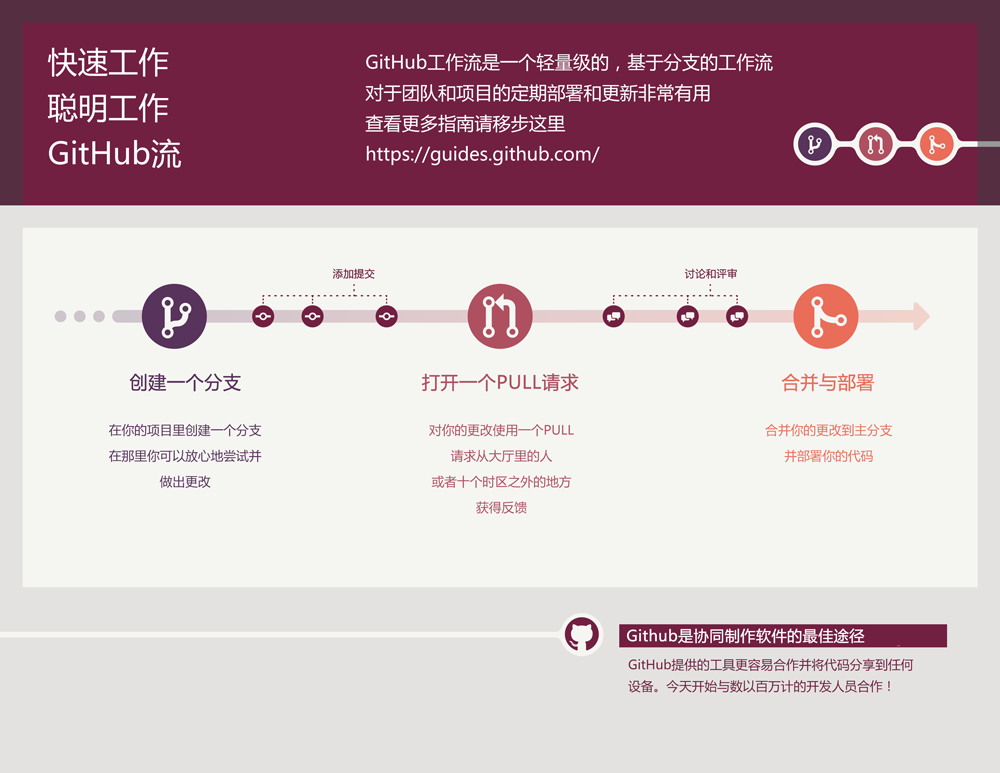 快速工作
聪明工作
GitHub流
GitHub工作流是一个轻量级的，基于分支的工作流
对于团队和项目的定期部署和更新非常有用
查看更多指南请移步这里
https://guides.github.com/
添加提交
讨论和评审
创建一个分支
在你的项目里创建一个分支
在那里你可以放心地尝试并
做出更改
打开一个PULL请求
对你的更改使用一个PULL
请求从大厅里的人
或者十个时区之外的地方
获得反馈
合并与部署
合并你的更改到主分支
并部署你的代码
Github是协同制作软件的最佳途径
GitHub提供的工具更容易合作并将代码分享到任何
设备。今天开始与数以百万计的开发人员合作！